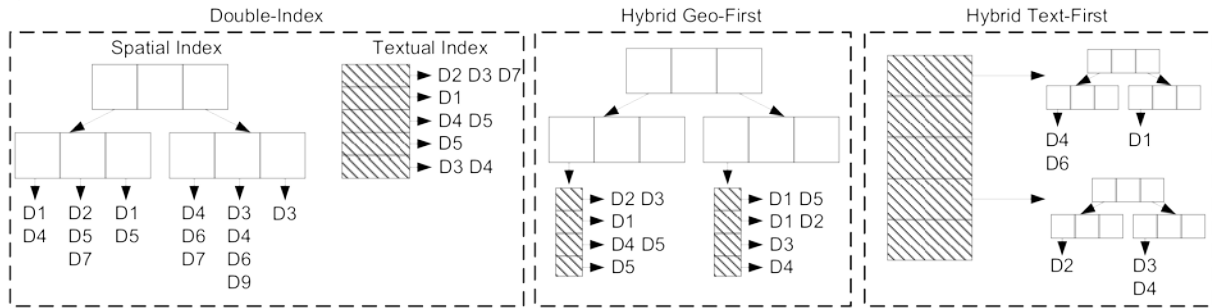 Double-Index
Hybrid Geo-First
Hybrid Text-First
Spatial Index
Textual Index
D2 D3 D7
D1
D4 D5
D5
D3 D4
D1
D4
D2
D5
D7
D1
D5
D4
D6
D7
D3
D4
D6
D9
D3
D2 D3
D1
D4 D5
D5
D1 D5
D1 D2
D3
D4
D4
D6
D1
D2
D3
D4